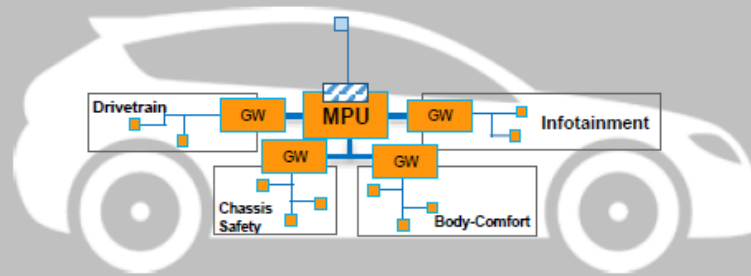 Drivetrain
GW
MPU
GW
Infotainment
GW
GW
Chassis
Safety
Body-Comfort